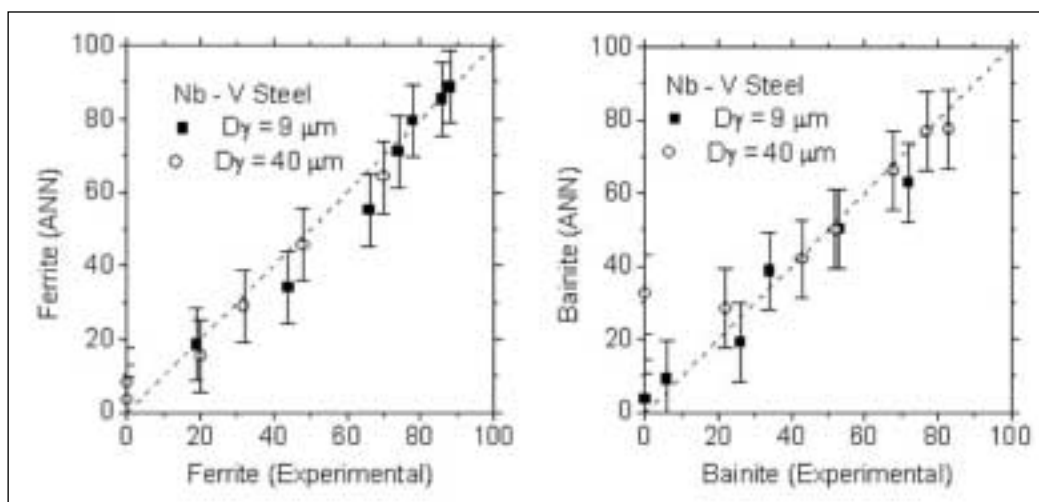 100
80
60
40
20
0
Ferrite (ANN)
Nb - V Steel
Dγ = 9 μm
Dγ = 40 μm
0 20 40 60 80 100
Ferrite (Experimental)
100
80
60
40
20
0
Bainite (ANN)
Nb - V Steel
Dγ = 9 μm
Dγ = 40 μm
0 20 40 60 80 100
Bainite (Experimental)